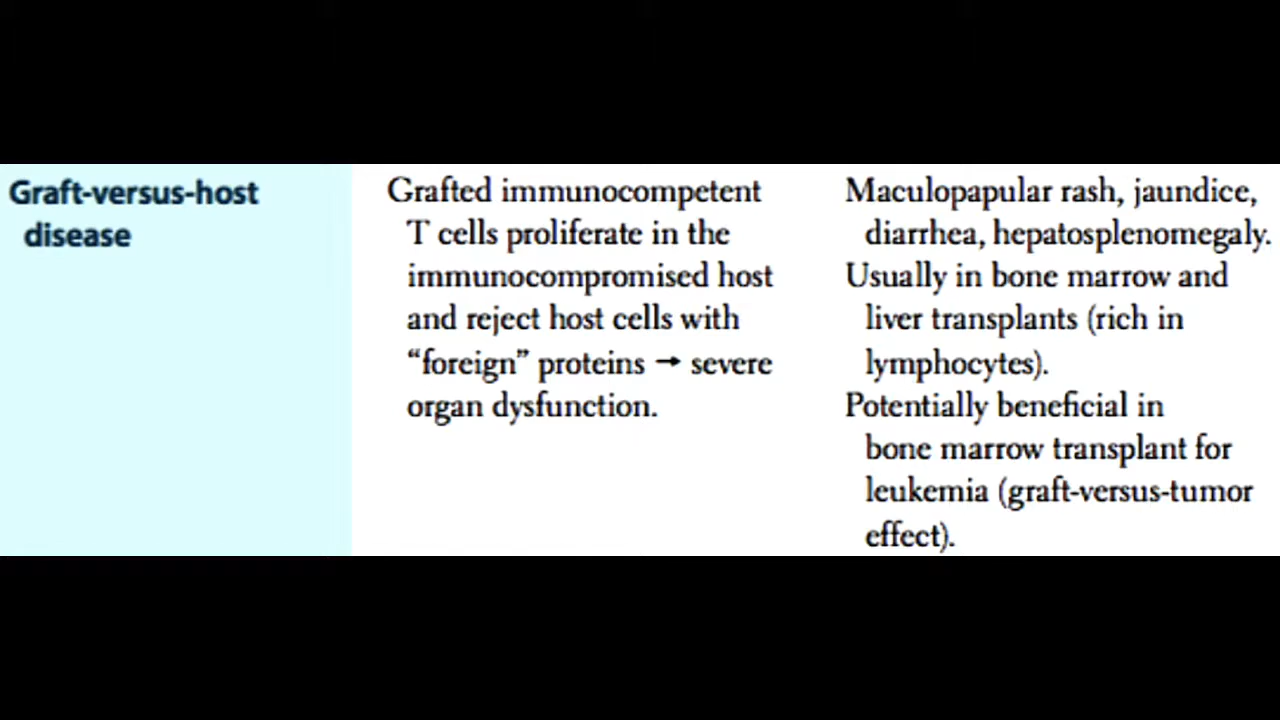 Graft-versus-host
disease
Grafted immunocompetent
T cells proliferate in the
immunocompromised host
and reject host cells with
“foreign” proteins → severe
organ dysfunction.
Maculopapular rash, jaundice,
diarrhea, hepatosplenomegaly.
Usually in bone marrow and
liver transplants (rich in
lymphocytes).
Potentially beneficial in
bone marrow transplant for
leukemia (graft-versus-tumor
effect).